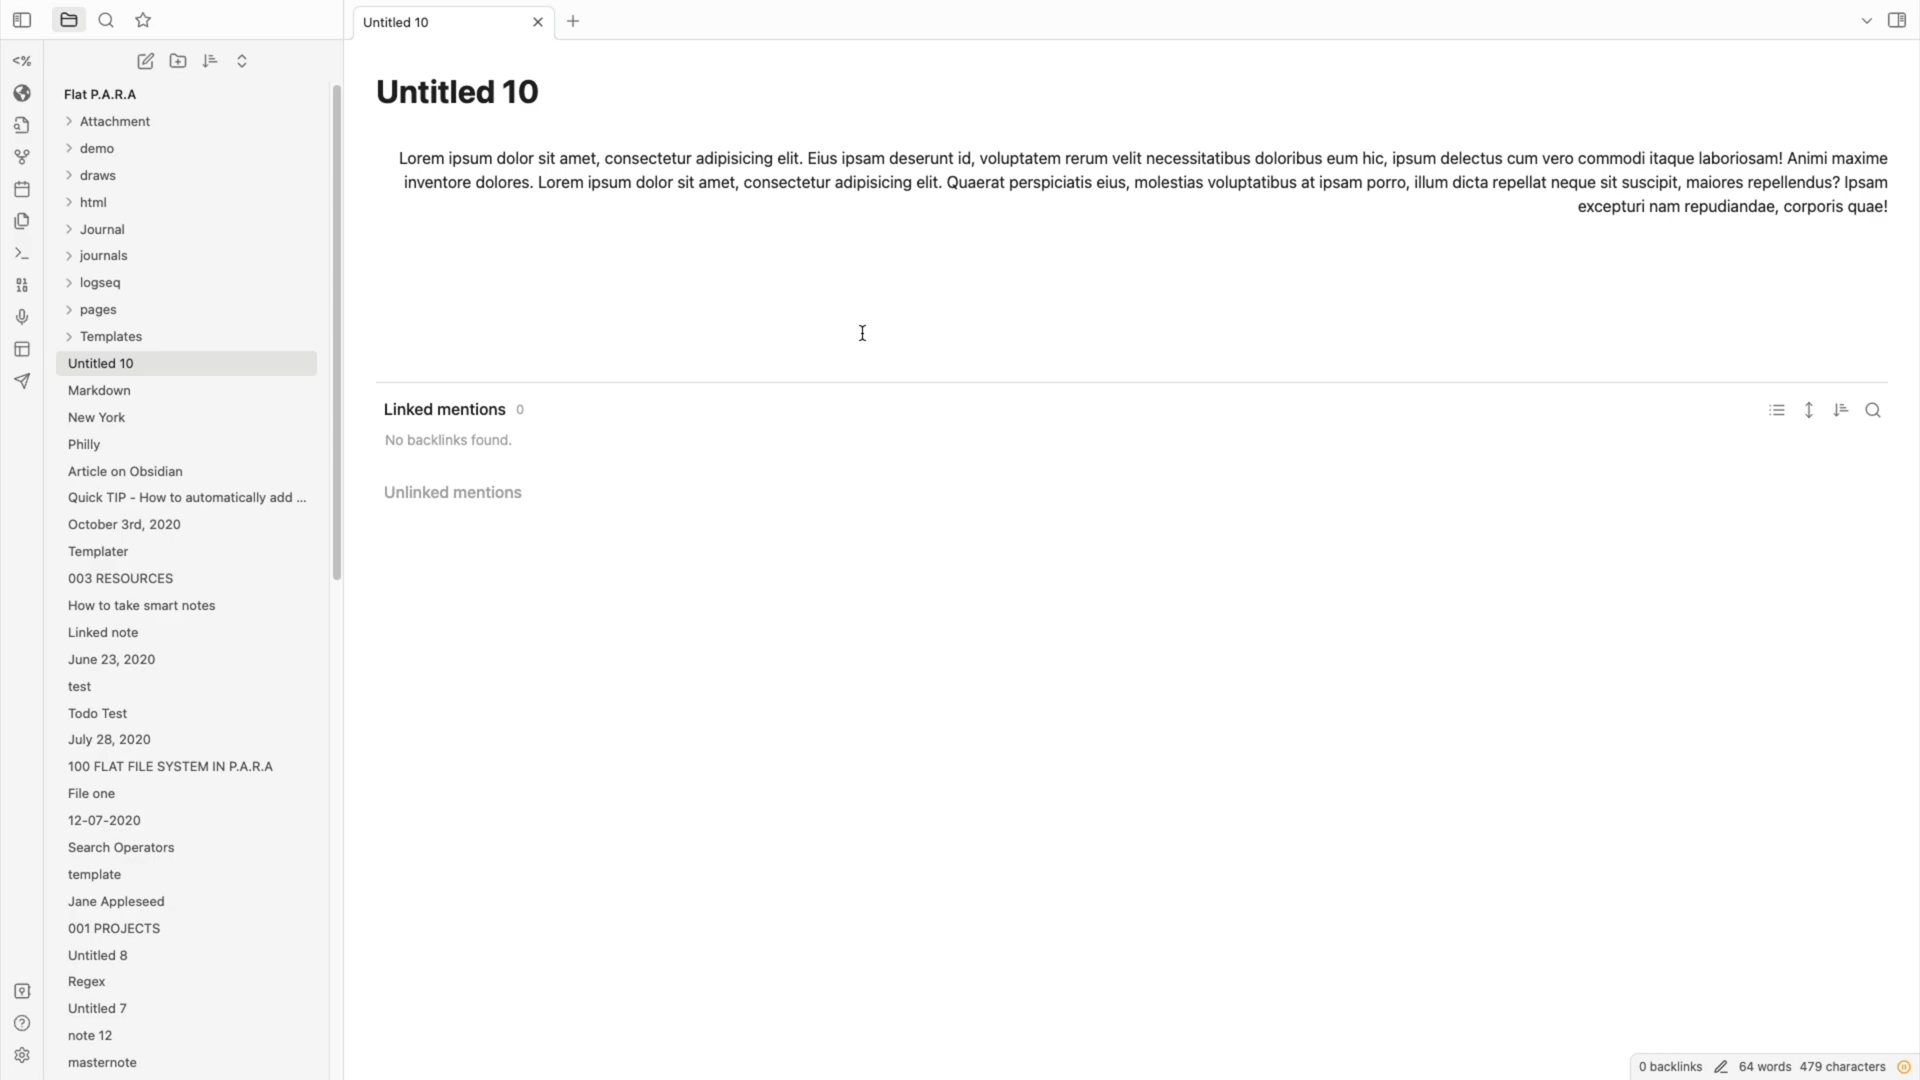 Untitled 10
<%
Flat P.A.R.A
Attachment
demo
draws
html
Journal
journals
logseq
pages
Templates
Untitled 10
Markdown
New York
Philly
Article on Obsidian
Quick TIP - How to automatically add ...
October 3rd, 2020
Templater
003 RESOURCES
How to take smart notes
Linked note
June 23, 2020
test
Todo Test
July 28, 2020
100 FLAT FILE SYSTEM IN P.A.R.A
File one
12-07-2020
Search Operators
template
Jane Appleseed
001 PROJECTS
Untitled 8
Regex
Untitled 7
note 12
masternote
Untitled 10
Lorem ipsum dolor sit amet, consectetur adipisicing elit. Eius ipsam deserunt id, voluptatem rerum velit necessitatibus doloribus eum hic, ipsum delectus cum vero commodi itaque laboriosam! Animi maxime
inventore dolores. Lorem ipsum dolor sit amet, consectetur adipisicing elit. Quaerat perspiciatis eius, molestias voluptatibus at ipsam porro, illum dicta repellat neque sit suscipit, maiores repellendus? Ipsam
excepturi nam repudiandae, corporis quae!
Linked mentions 0
No backlinks found.
Unlinked mentions
0 backlinks 64 words 479 characters